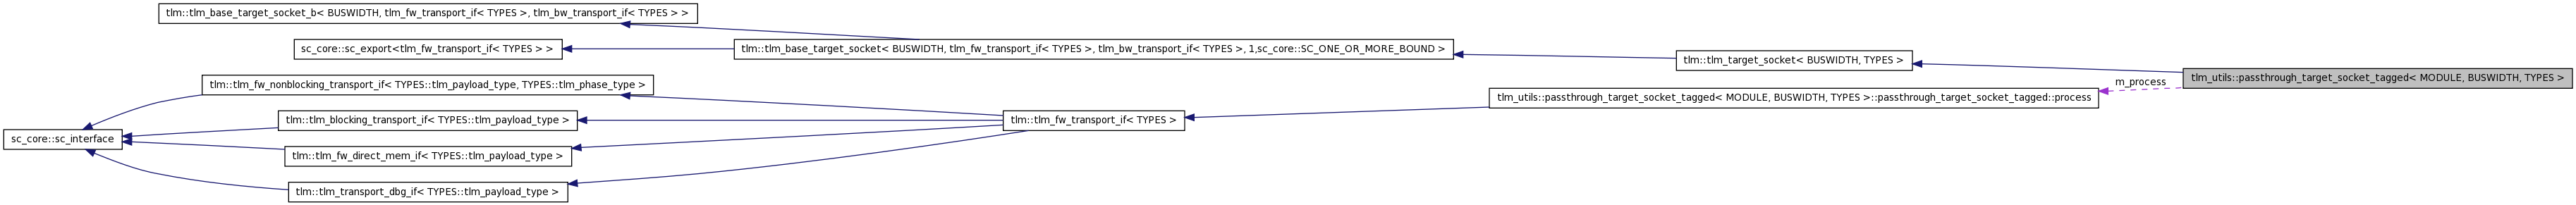 tlm::tlm_base_target_socket_b< BUSWIDTH, tlm_fw_transport_if< TYPES >, tlm_bw_transport_if< TYPES > >
sc_core::sc_export<tlm_fw_transport_if< TYPES > >
tlm::tlm_base_target_socket< BUSWIDTH, tlm_fw_transport_if< TYPES >, tlm_bw_transport_if< TYPES >, 1,sc_core::SC_ONE_OR_MORE_BOUND >
tlm::tlm_target_socket< BUSWIDTH, TYPES >
tlm_utils::passthrough_target_socket_tagged< MODULE, BUSWIDTH, TYPES >
m_process
tlm::tlm_fw_nonblocking_transport_if< TYPES::tlm_payload_type, TYPES::tlm_phase_type >
tlm_utils::passthrough_target_socket_tagged< MODULE, BUSWIDTH, TYPES >::passthrough_target_socket_tagged::process
tlm::tlm_blocking_transport_if< TYPES::tlm_payload_type >
tlm::tlm_fw_transport_if< TYPES >
sc_core::sc_interface
tlm::tlm_fw_direct_mem_if< TYPES::tlm_payload_type >
tlm::tlm_transport_dbg_if< TYPES::tlm_payload_type >